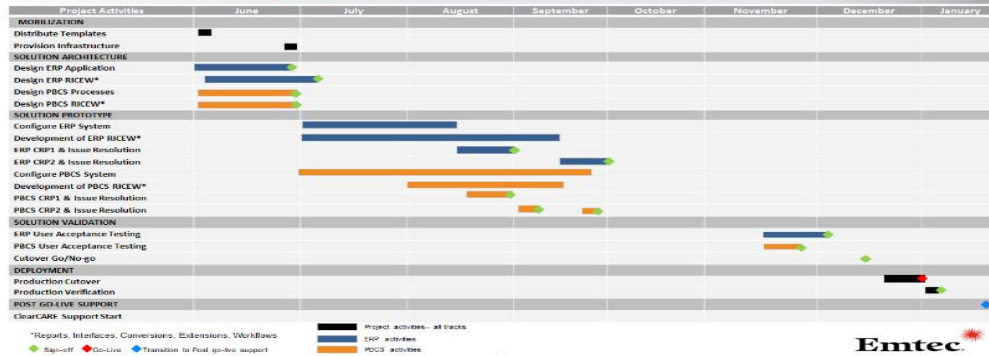 Project Activities June July August September October November December January
MOBILIZATION
Distribute Templates
Provision Infrastructure
SOLUTION ARCHITECTURE
Design ERP Application
Design ERP RICEW*
Design PBCS Processes
Design PBCS RICEW*
SOLUTION PROTOTYPE
Configure ERP System
Development of ERP RICEW*
ERP CRP1 & Issue Resolution
ERP CRP2 & Issue Resolution
Configure PBCS System
Development of PBCS RICEW*
PBCS CRP1 & Issue Resolution
PBCS CRP2 & Issue Resolution
SOLUTION VALIDATION
ERP User Acceptance Testing
PBCS User Acceptance Testing
Cutover Go/No-go
DEPLOYMENT
Production Cutover
Production Verification
POST GO-LIVE SUPPORT
ClearCARE Support Start
*Reports, Interfaces, Conversions, Extensions, Workflows
Sign-off Go-Live Transition to Post go-live support
Project activities– all tracks
ERP activities
PBCS activities
Emtec